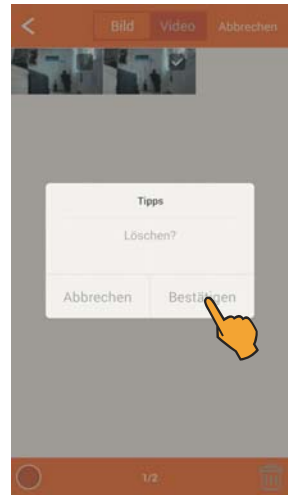 Bild Video Abbrechen
Tipps
Löschen?
Abbrechen Bestätigen
1/2